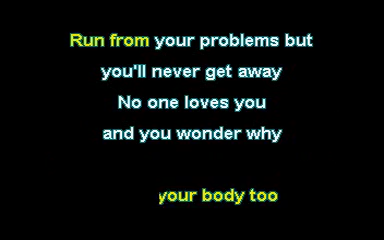 Run from your problems but
you'll never get away
No one loves you
and you wonder why
your body too